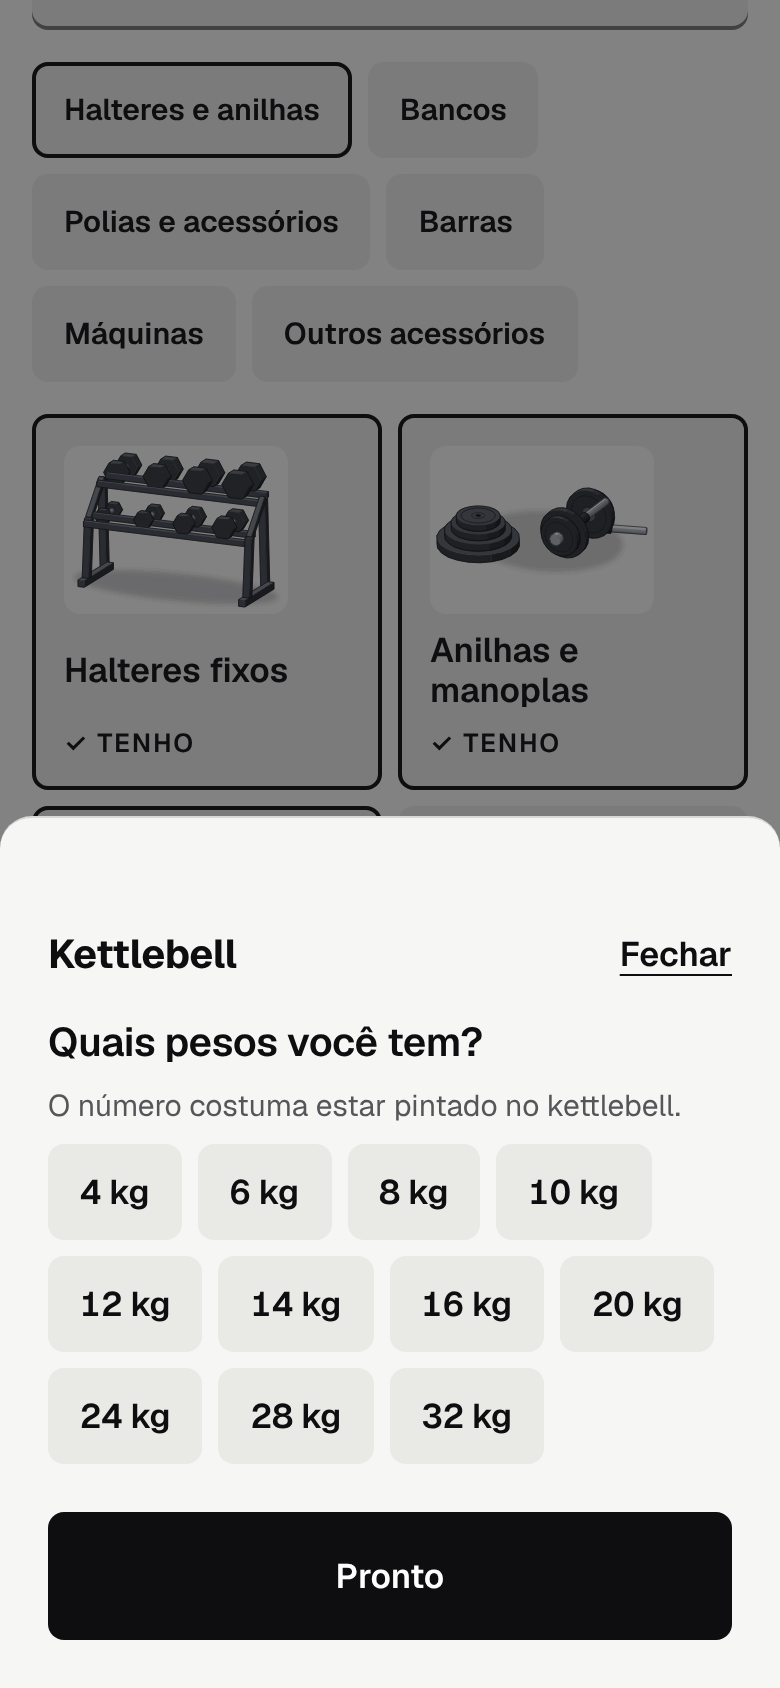 Halteres e anilhas
Bancos
Polias e acessórios
Barras
Máquinas
Outros acessórios
Halteres fixos
✓ TENHO
Anilhas e
manoplas
✓ TENHO
Kettlebell
Fechar
Quais pesos você tem?
O número costuma estar pintado no kettlebell.
4 kg
6 kg
8 kg
10 kg
12 kg
14 kg
16 kg
20 kg
24 kg
28 kg
32 kg
Pronto